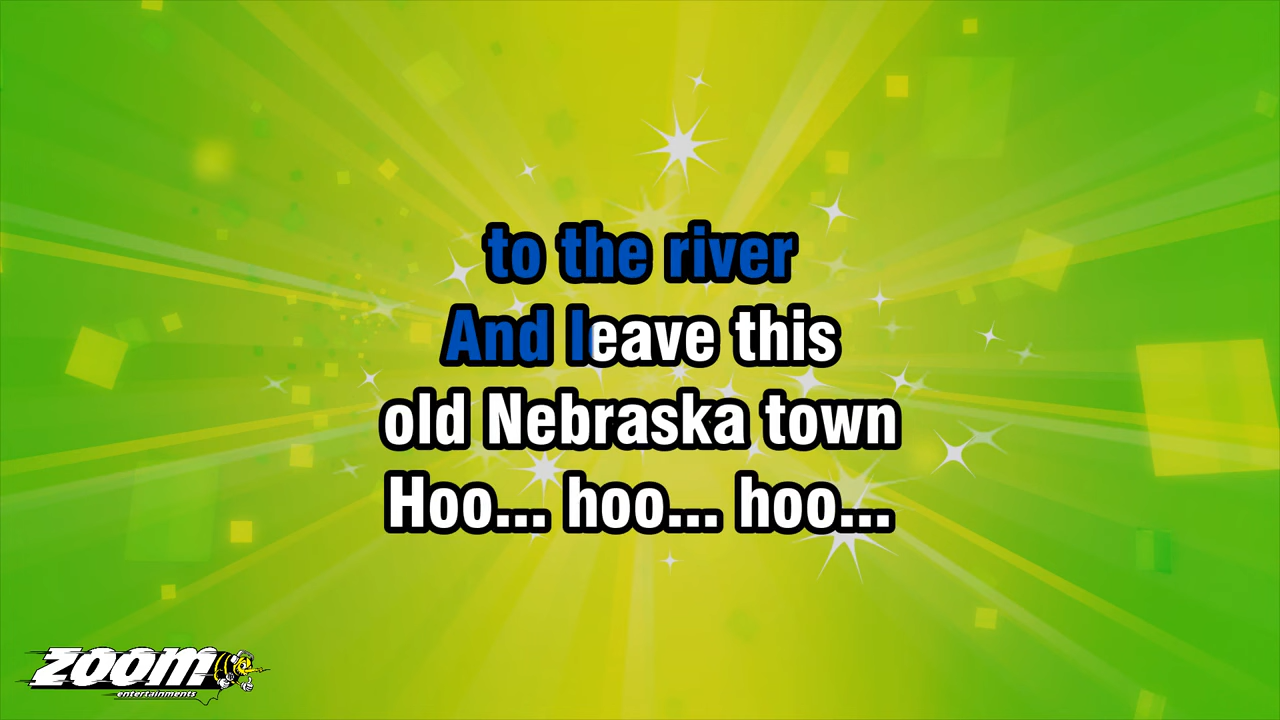 to the river
And leave this
old Nebraska town
Hoo... hoo... hoo...
zoom
entertainments